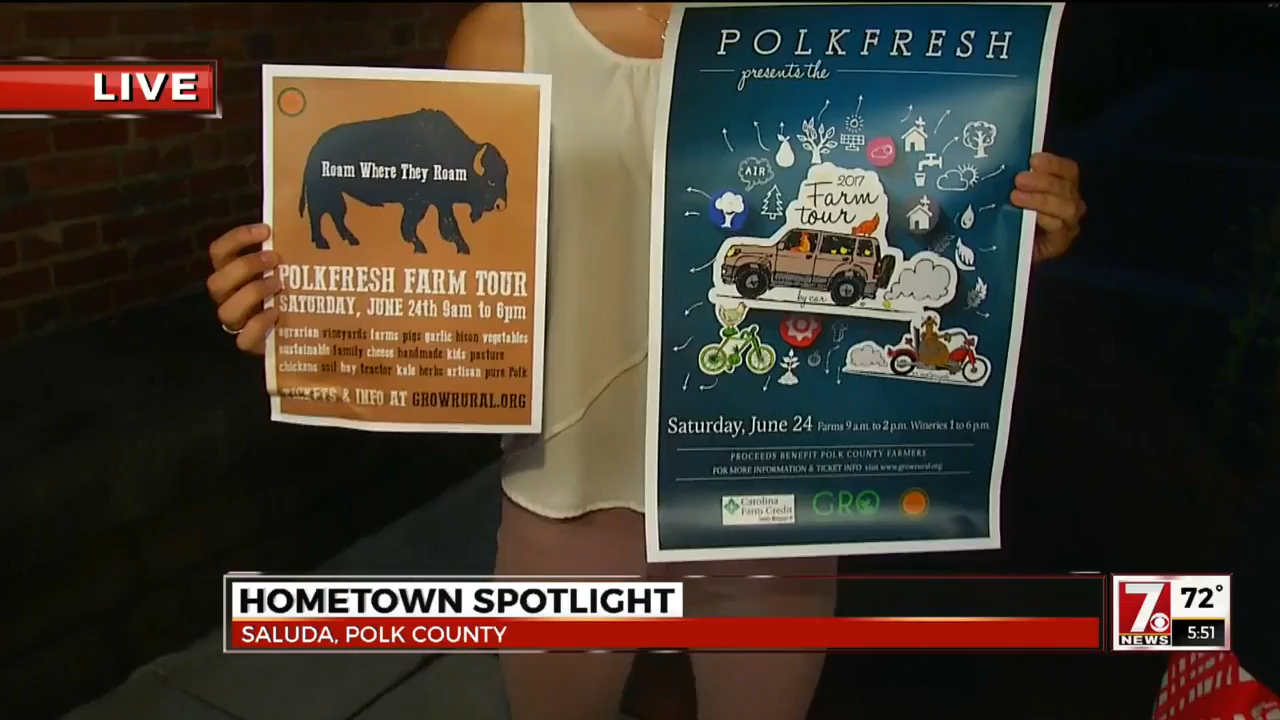 LIVE
Roam Where They Roam
POLKFRESH FARM TOUR
SATURDAY, JUNE 24th 9am to 6pm
agrarian vineyards farms pigs garlic bison vegetables
sustainable family cheese handmade kids pasture
chickens soil hay tractor kale herbs artisan pure Polk
TICKETS & INFO AT GROWRURAL.ORG
POLKFRESH
presents the
AIR
2017
Farm
tour
by car
Saturday, June 24 Farms 9 a.m. to 2 p.m. Wineries 1 to 6 p.m.
PROCEEDS BENEFIT POLK COUNTY FARMERS
FOR MORE INFORMATION & TICKET INFO visit www.growrural.org
Carolina
Farm Credit
GRO
HOMETOWN SPOTLIGHT
SALUDA, POLK COUNTY
7
NEWS
72°
5:51